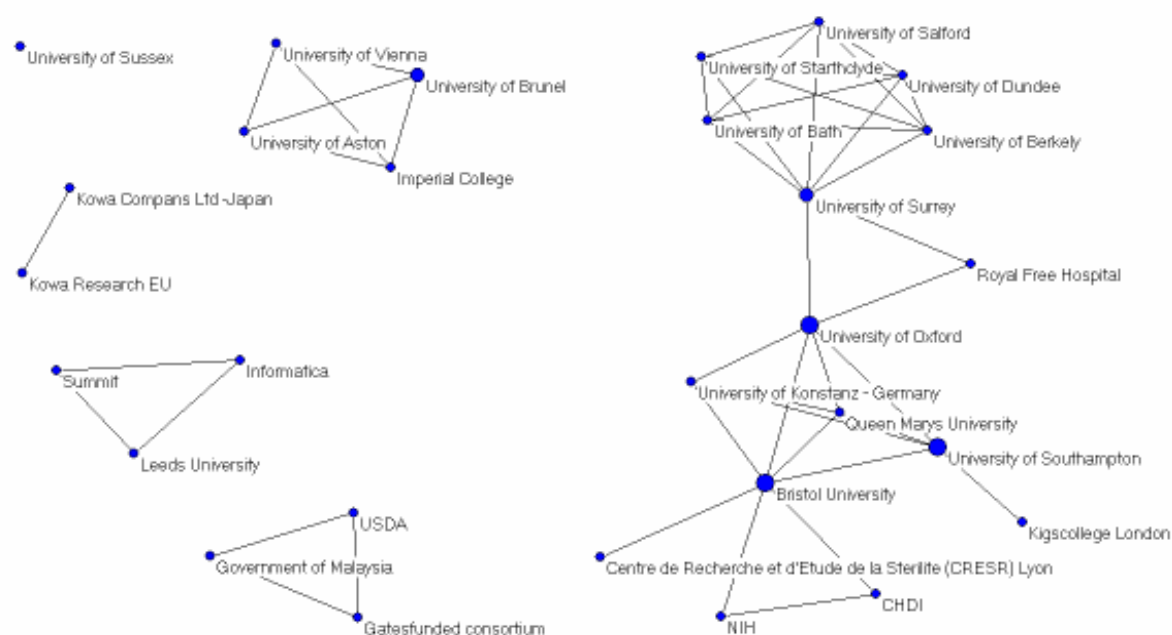 University of Sussex
University of Vienna
University of Brunel
University of Aston
Imperial College
Kowa Compans Ltd -Japan
Kowa Research EU
Summit
Informatica
Leeds University
USDA
Government of Malaysia
Gatesfunded consortium
University of Salford
University of Starthclyde
University of Dundee
University of Bath
University of Berkely
University of Surrey
Royal Free Hospital
University of Oxford
University of Konstanz - Germany
Queen Marys University
University of Southampton
Bristol University
Kigscollege London
Centre de Recherche et d'Etude de la Sterilite (CRESR) Lyon
CHDI
NIH